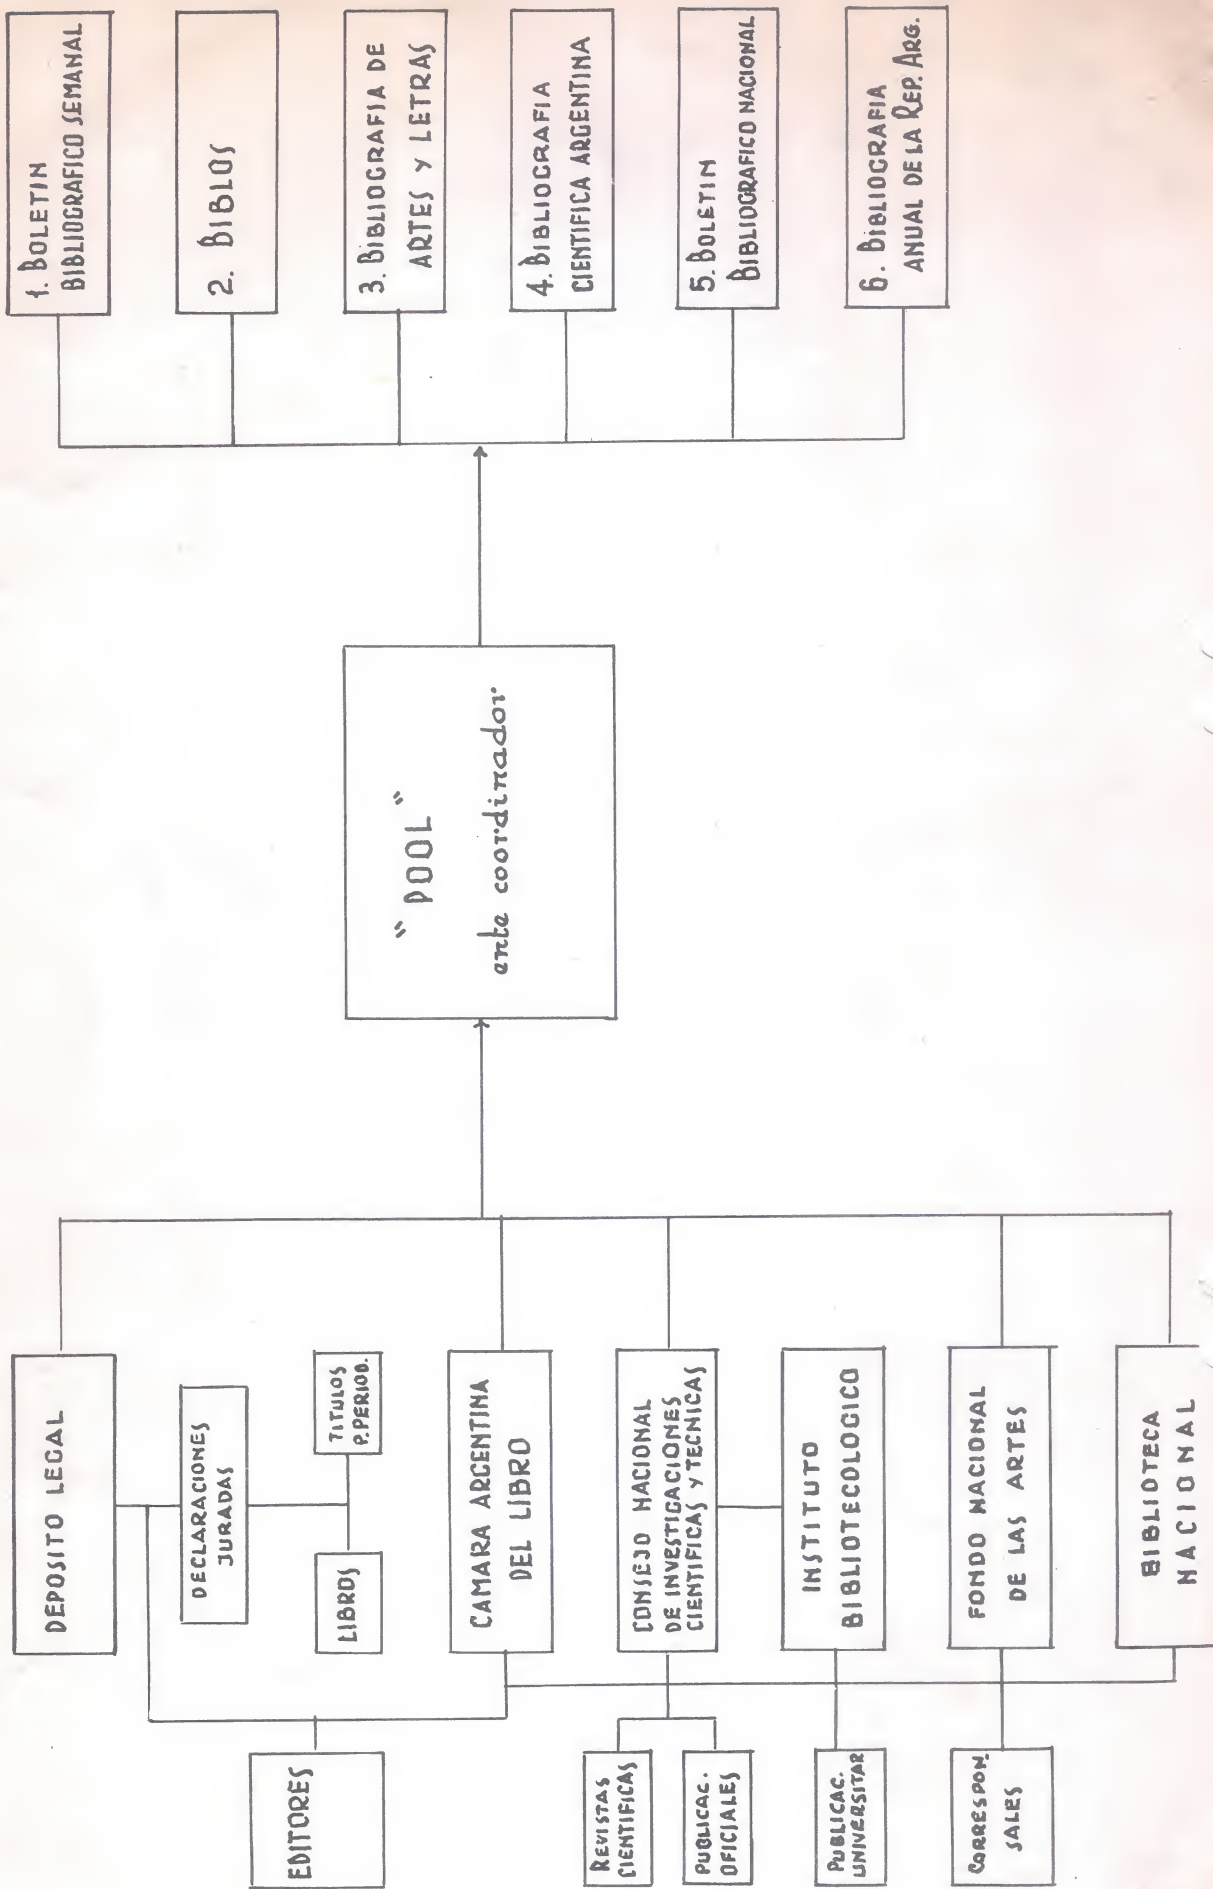 EDITORES
REVISTAS
CIENTIFICAS
PUBLICAC.
OFICIALES
PUBLICAC.
UNIVERSITAR
CORRESPON.
SALES
DEPOSITO LEGAL
DECLARACIONES
JURADAS
LIBROS
TITULOS
P. PERIOD.
CAMARA ARGENTINA
DEL LIBRO
CONSEJO NACIONAL
DE INVESTIGACIONES
CIENTIFICAS Y TECNICAS
INSTITUTO
BIBLIOTECOLOGICO
FONDO NACIONAL
DE LAS ARTES
BIBLIOTECA
NACIONAL
"POOL"
ente coordinador
1. BOLETIN
BIBLIOGRAFICO SEMANAL
2. BIBLOS
3. BIBLIOGRAFIA DE
ARTES Y LETRAS
4. BIBLIOGRAFIA
CIENTIFICA ARGENTINA
5. BOLETIN
BIBLIOGRAFICO NACIONAL
6. BIBLIOGRAFIA
ANUAL DE LA REP. ARG.